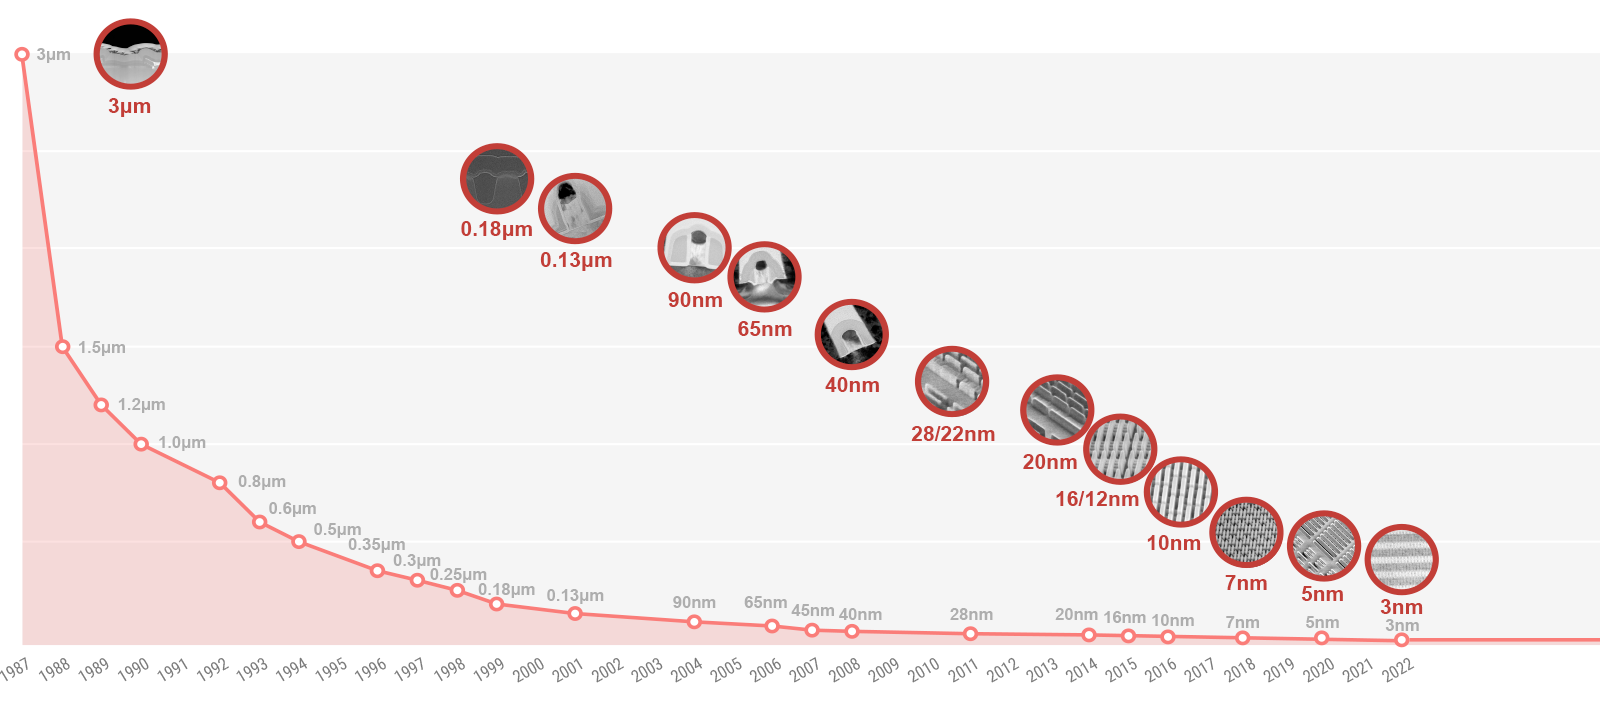 3µm
3µm
1.5µm
1.2µm
1.0µm
0.8µm
0.6µm
0.5µm
0.35µm
0.3µm
0.25µm
0.18µm
0.13µm
90nm
65nm
45nm
40nm
28nm
20nm
16nm
10nm
7nm
5nm
3nm
0.18µm
0.13µm
90nm
65nm
40nm
28/22nm
20nm
16/12nm
10nm
7nm
5nm
3nm
1987
1988
1989
1990
1991
1992
1993
1994
1995
1996
1997
1998
1999
2000
2001
2002
2003
2004
2005
2006
2007
2008
2009
2010
2011
2012
2013
2014
2015
2016
2017
2018
2019
2020
2021
2022